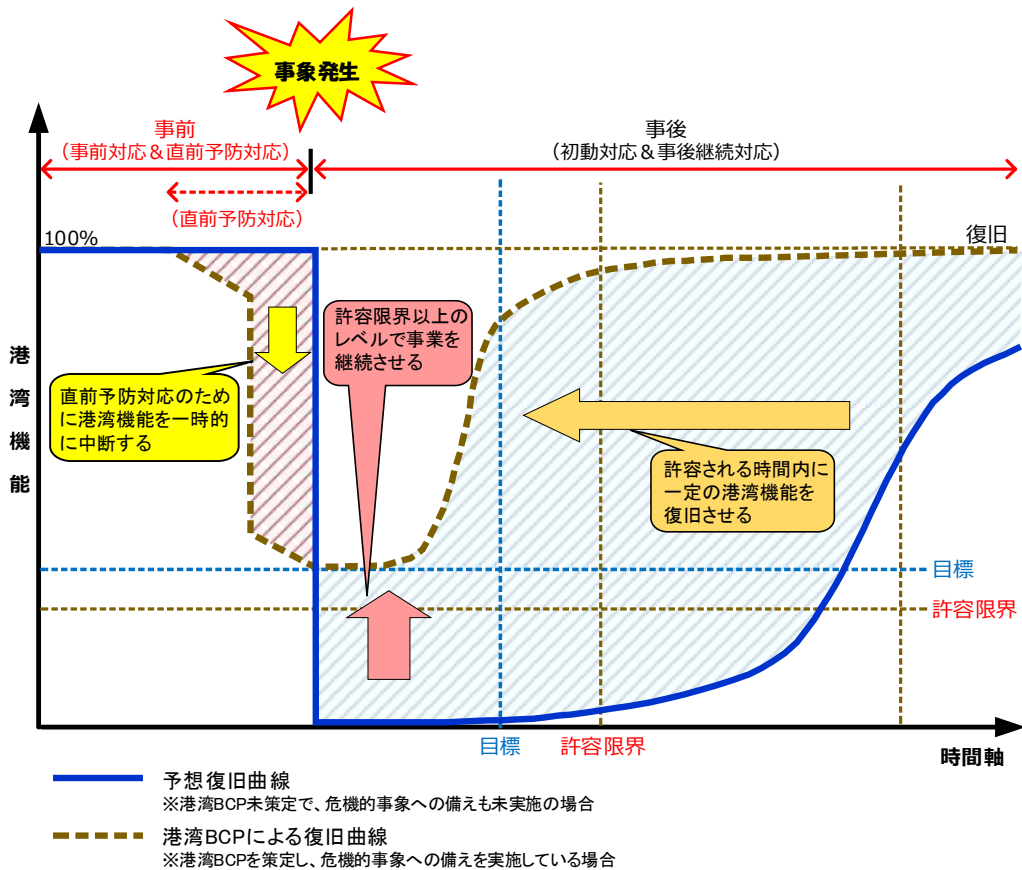 事象発生
事前
（事前対応＆直前予防対応）
事後
（初動対応＆事後継続対応）
（直前予防対応）
100%
復旧
許容限界以上の
レベルで事業を
継続させる
港湾機能
直前予防対応のため
に港湾機能を一時的
に中断する
許容される時間内に
一定の港湾機能を
復旧させる
目標
許容限界
目標
許容限界
時間軸
予想復旧曲線
※港湾BCP未策定で、危機的事象への備えも未実施の場合
港湾BCPによる復旧曲線
※港湾BCPを策定し、危機的事象への備えを実施している場合